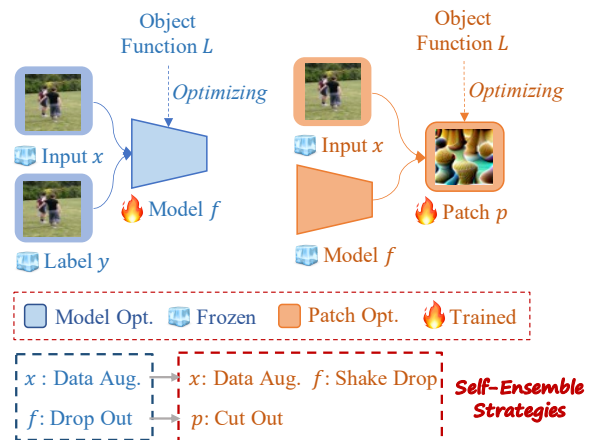 Object
Function L
Optimizing
Input x
Model f
Label y
Object
Function L
Optimizing
Input x
Patch p
Model f
Model Opt. Frozen Patch Opt. Trained
x : Data Aug. x: Data Aug. f: Shake Drop
f: Drop Out p: Cut Out
Self-Ensemble
Strategies